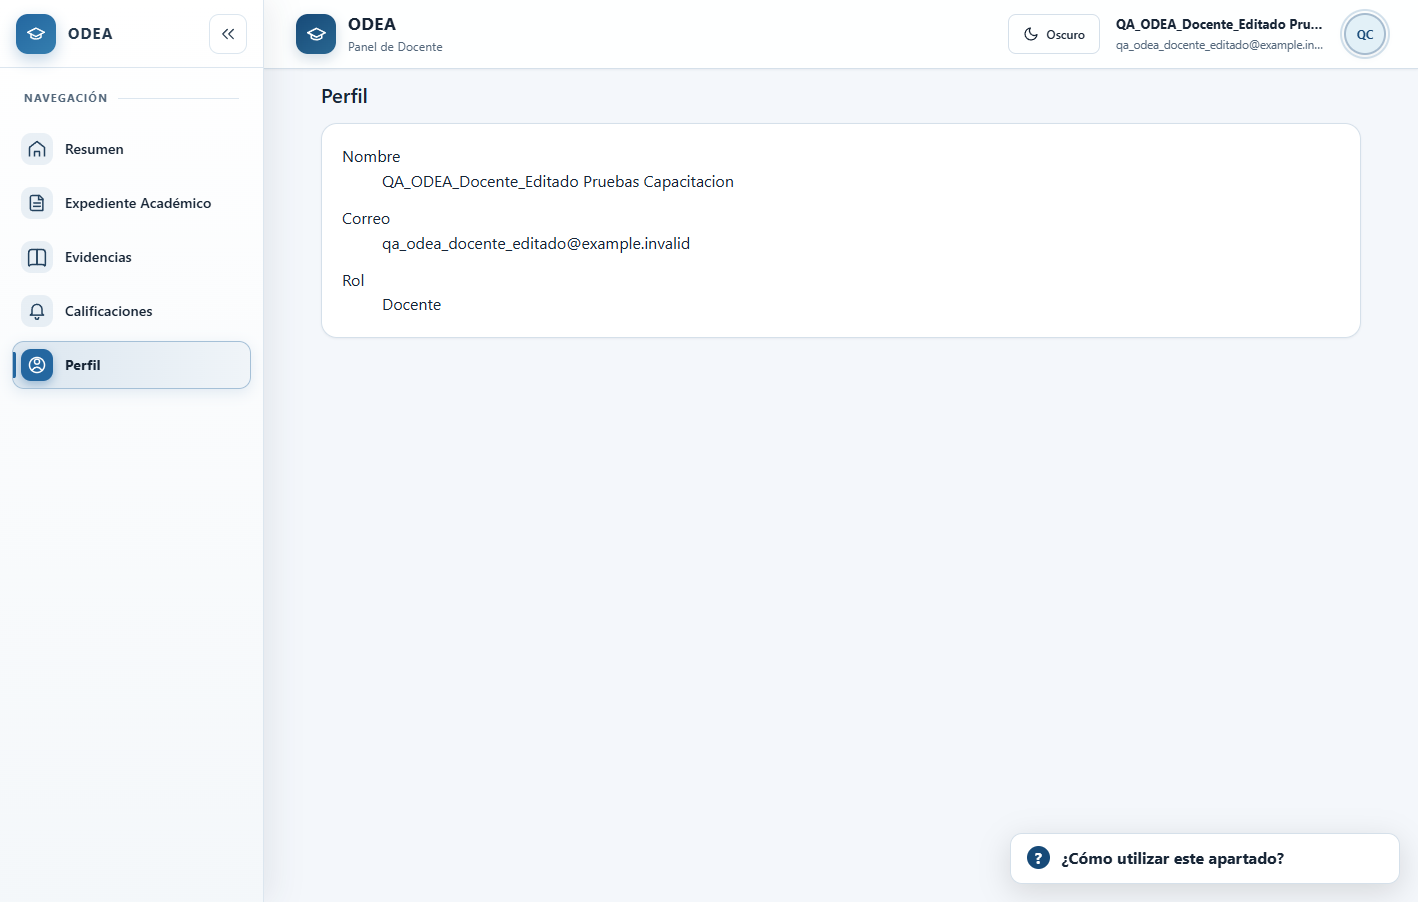 ODEA
NAVEGACIÓN
Resumen
Expediente Académico
Evidencias
Calificaciones
Perfil
ODEA
Panel de Docente
Oscuro
QA_ODEA_Docente_Editado Pru...
qa_odea_docente_editado@example.in...
QC
Perfil
Nombre
QA_ODEA_Docente_Editado Pruebas Capacitacion
Correo
qa_odea_docente_editado@example.invalid
Rol
Docente
? ¿Cómo utilizar este apartado?